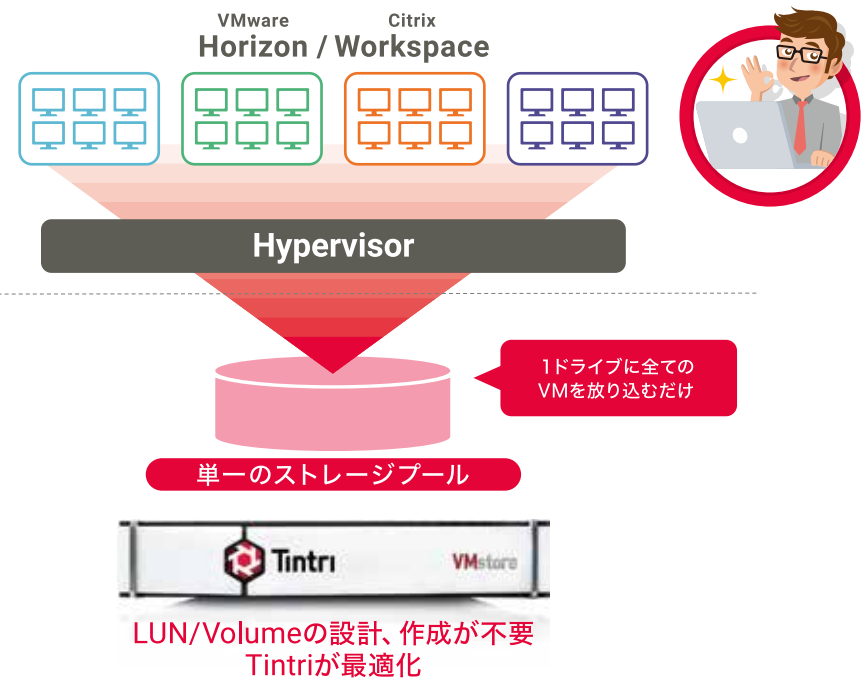 VMware Citrix
Horizon / Workspace
Hypervisor
1ドライブに全ての
VMを放り込むだけ
単一のストレージプール
Tintri VMstore
LUN/Volumeの設計、作成が不要
Tintriが最適化